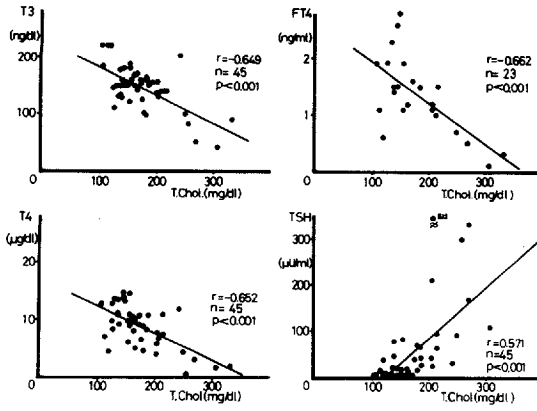 T3
(ng/dl)
200
100
0
100
200
300
T.Chol.(mg/dl)
r=-0.649
n= 45
p<0.001
FT4
(ng/ml)
4
3
2
1
0
100
200
300
T.Chol.(mg/dl)
r=-0.662
n= 23
p<0.001
T4
(μg/dl)
20
10
0
100
200
300
T.Chol.(mg/dl)
r=-0.652
n= 45
p<0.001
TSH
(μU/ml)
300
200
100
0
100
200
300
T.Chol.(mg/dl)
r=0.571
n=45
p<0.001